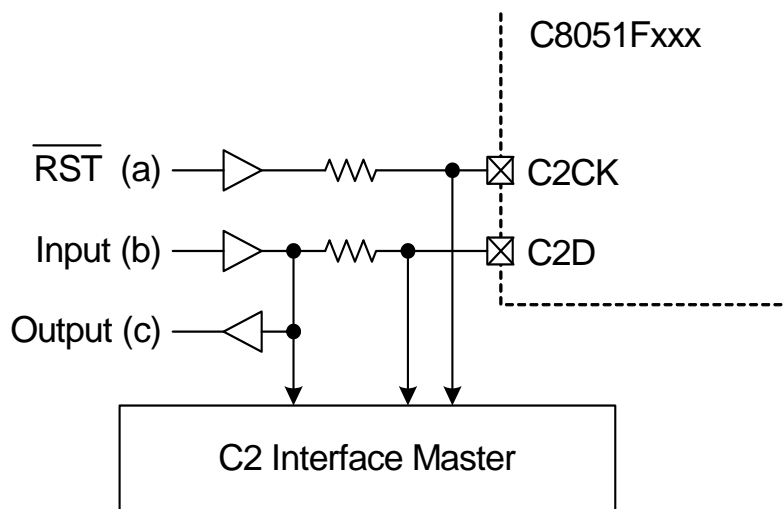 C8051Fxxx
RST (a)
C2CK
Input (b)
C2D
Output (c)
C2 Interface Master